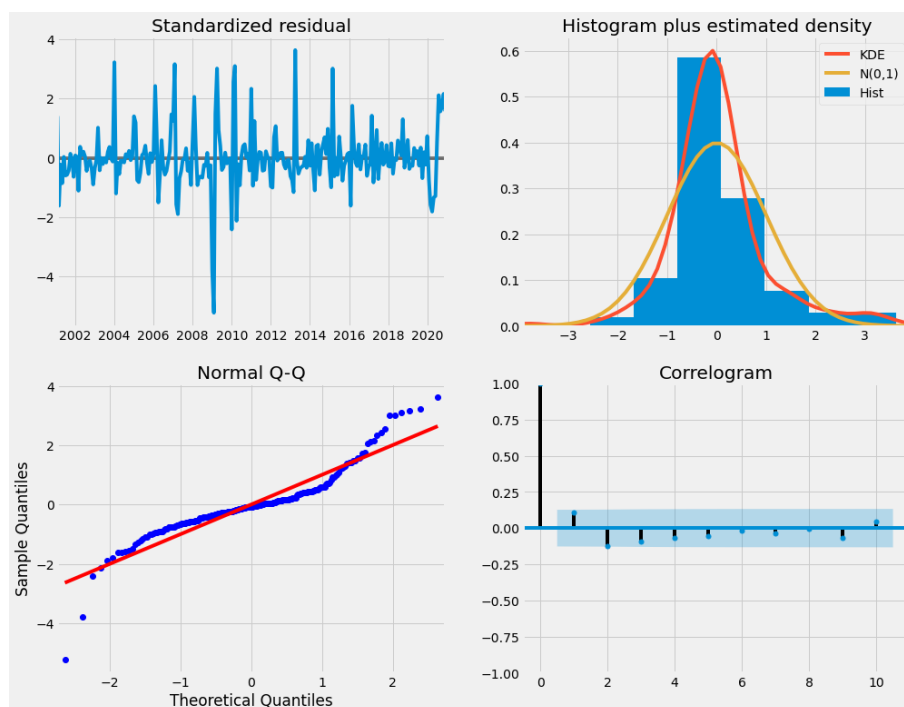 Standardized residual
4
2
0
−2
−4
2002 2004 2006 2008 2010 2012 2014 2016 2018 2020
Histogram plus estimated density
KDE
N(0,1)
Hist
0.6
0.5
0.4
0.3
0.2
0.1
0.0
−3 −2 −1 0 1 2 3
Normal Q-Q
Sample Quantiles
4
2
0
−2
−4
−2 −1 0 1 2
Theoretical Quantiles
Correlogram
1.00
0.75
0.50
0.25
0.00
−0.25
−0.50
−0.75
−1.00
0 2 4 6 8 10